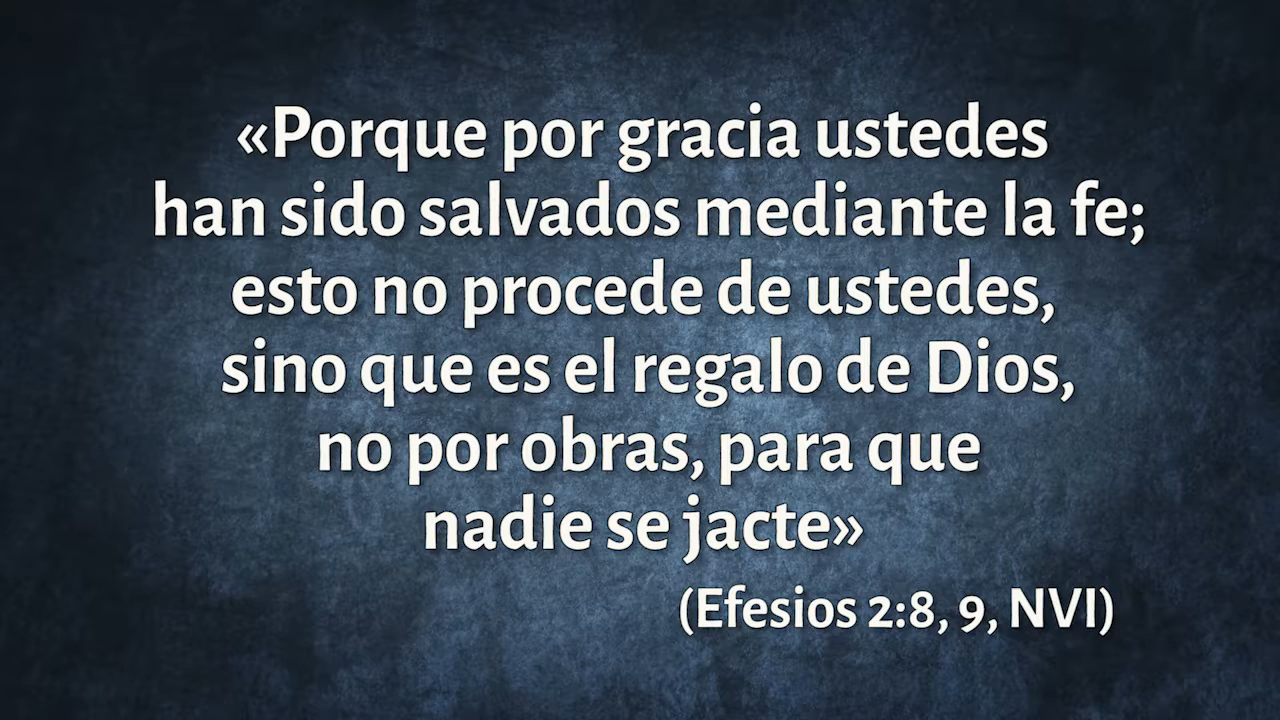 «Porque por gracia ustedes
han sido salvados mediante la fe;
esto no procede de ustedes,
sino que es el regalo de Dios,
no por obras, para que
nadie se jacte»
(Efesios 2:8, 9, NVI)